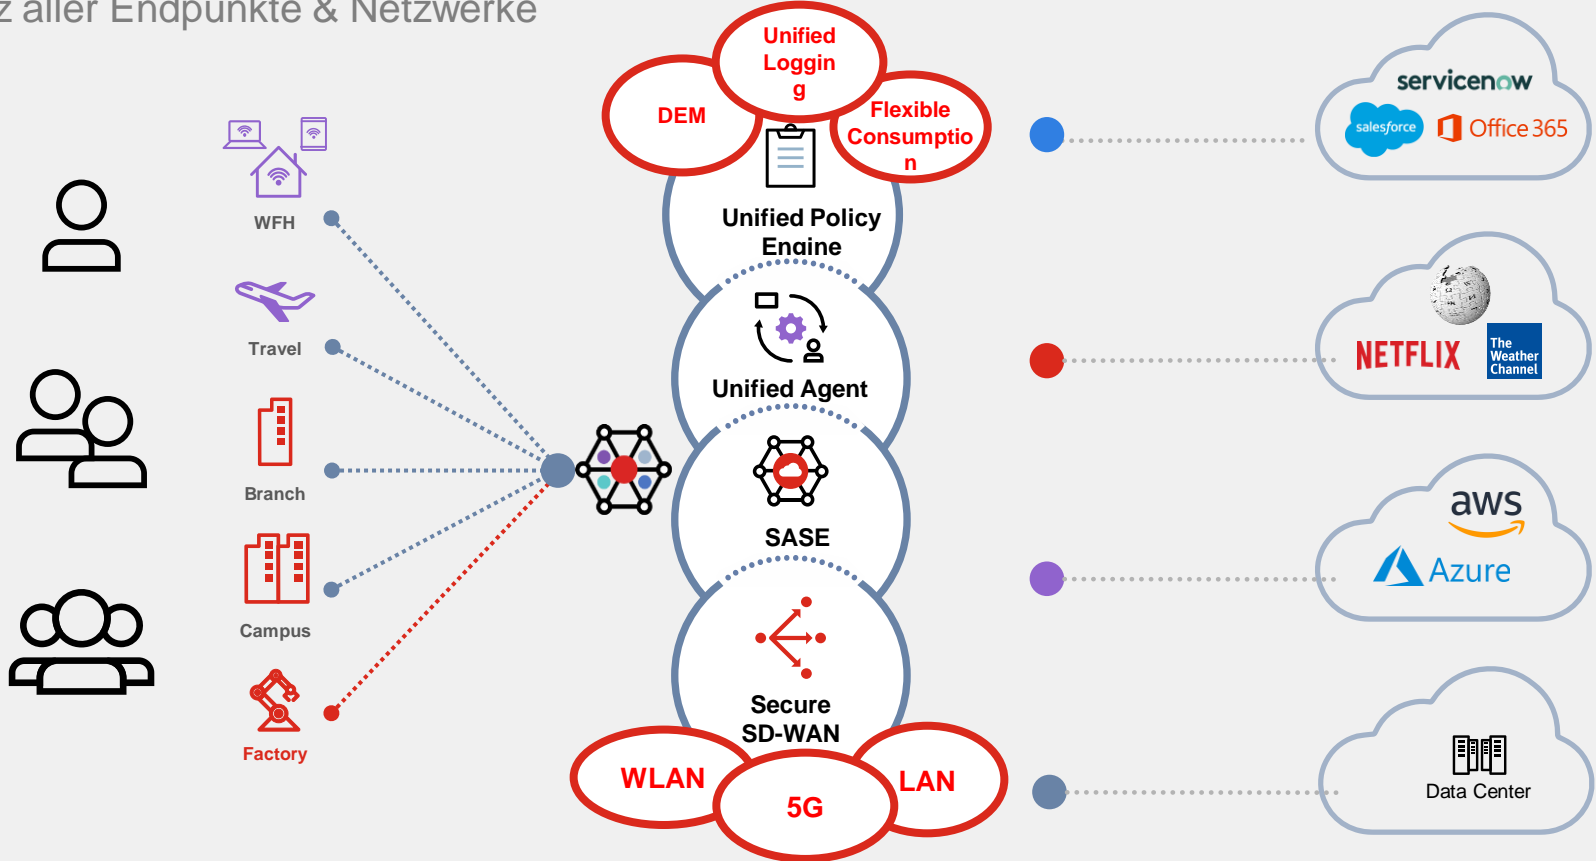 z aller Endpunkte & Netzwerke
Unified
Loggin
g
DEM
Flexible
Consumptio
n
Unified Policy
Engine
Unified Agent
SASE
Secure
SD-WAN
WLAN
5G
LAN
WFH
Travel
Branch
Campus
Factory
servicenow
salesforce
Office 365
NETFLIX
The
Weather
Channel
aws
Azure
Data Center